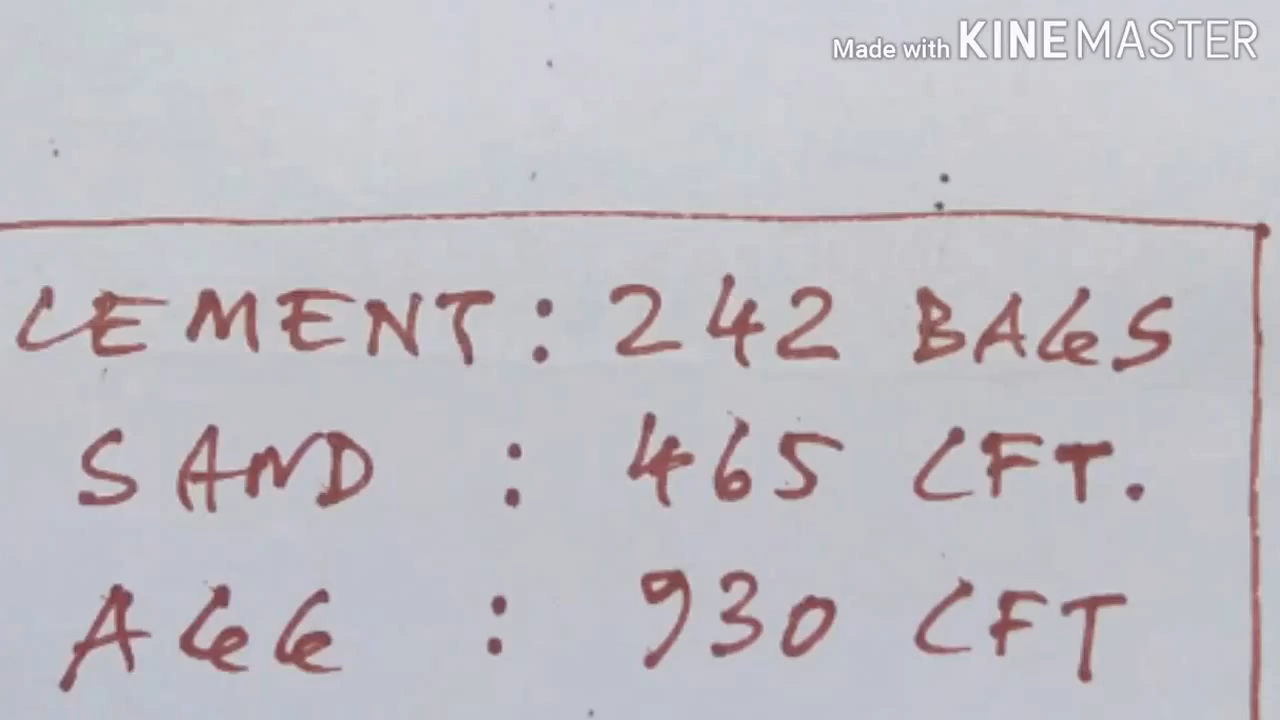 Made with KINEMASTER
CEMENT: 242 BAGS
SAND : 465 CFT.
AGG : 930 CFT